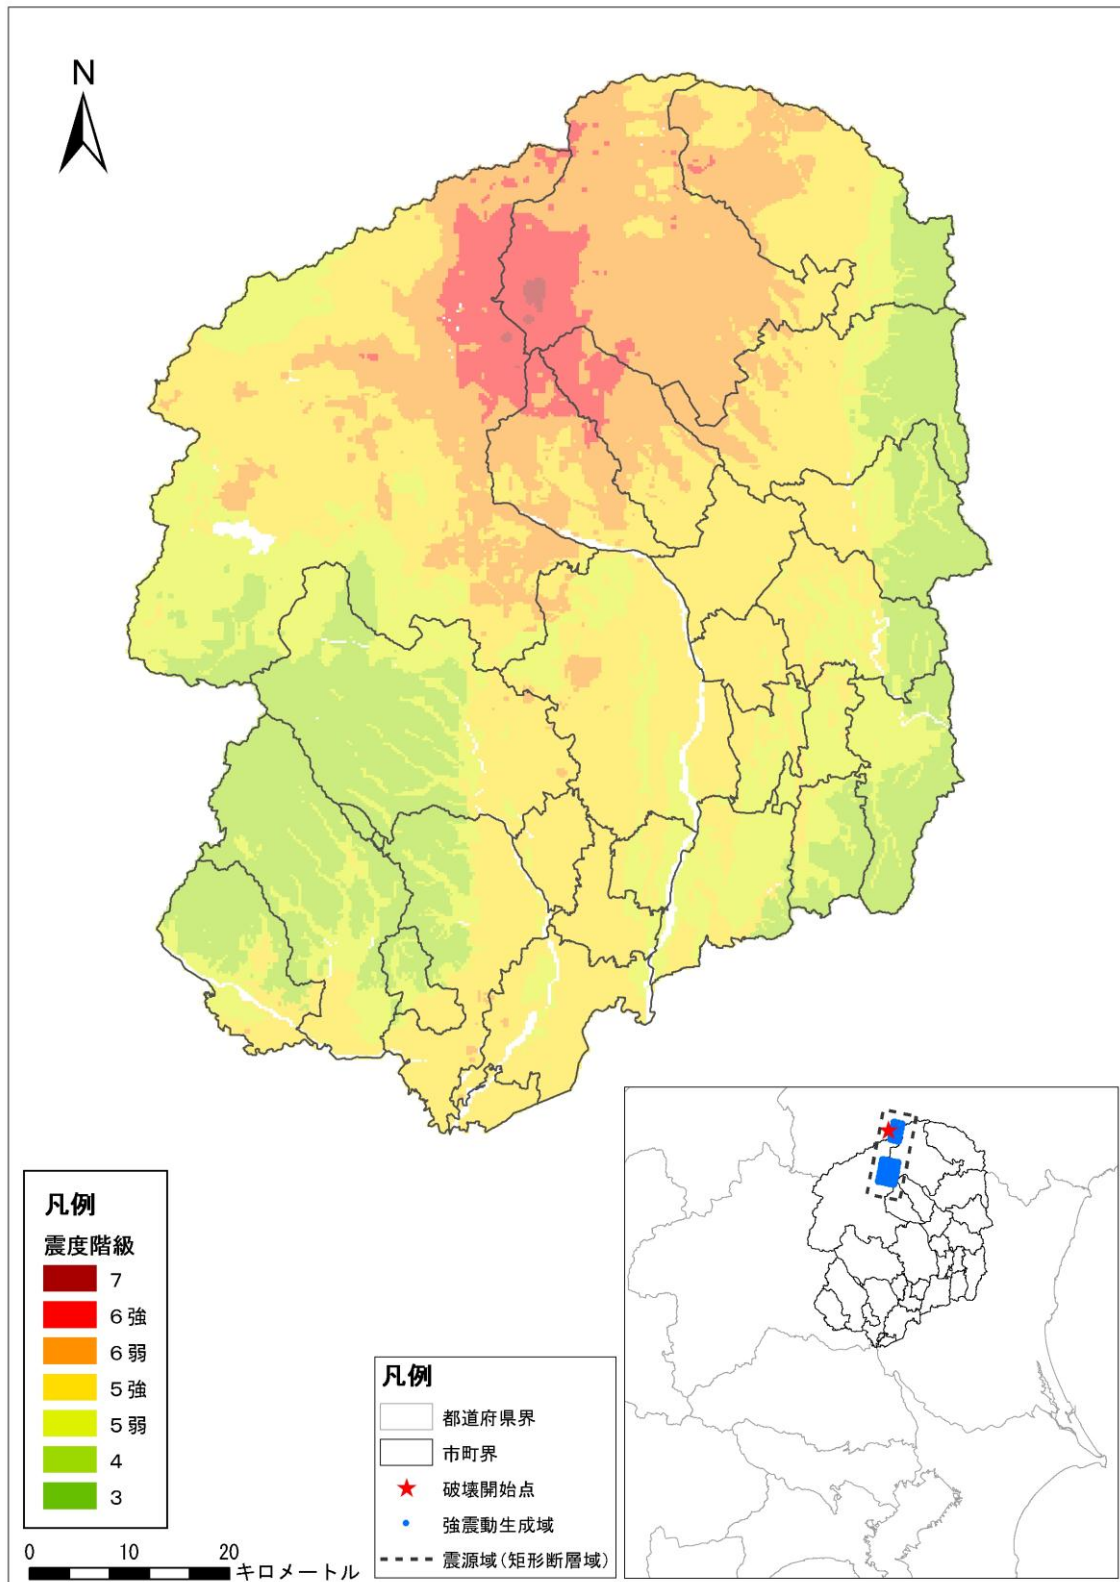 N
凡例
震度階級
７
６強
６弱
５強
５弱
４
３
0 10 20
キロメートル
凡例
都道府県界
市町界
破壊開始点
強震動生成域
震源域（矩形断層域）